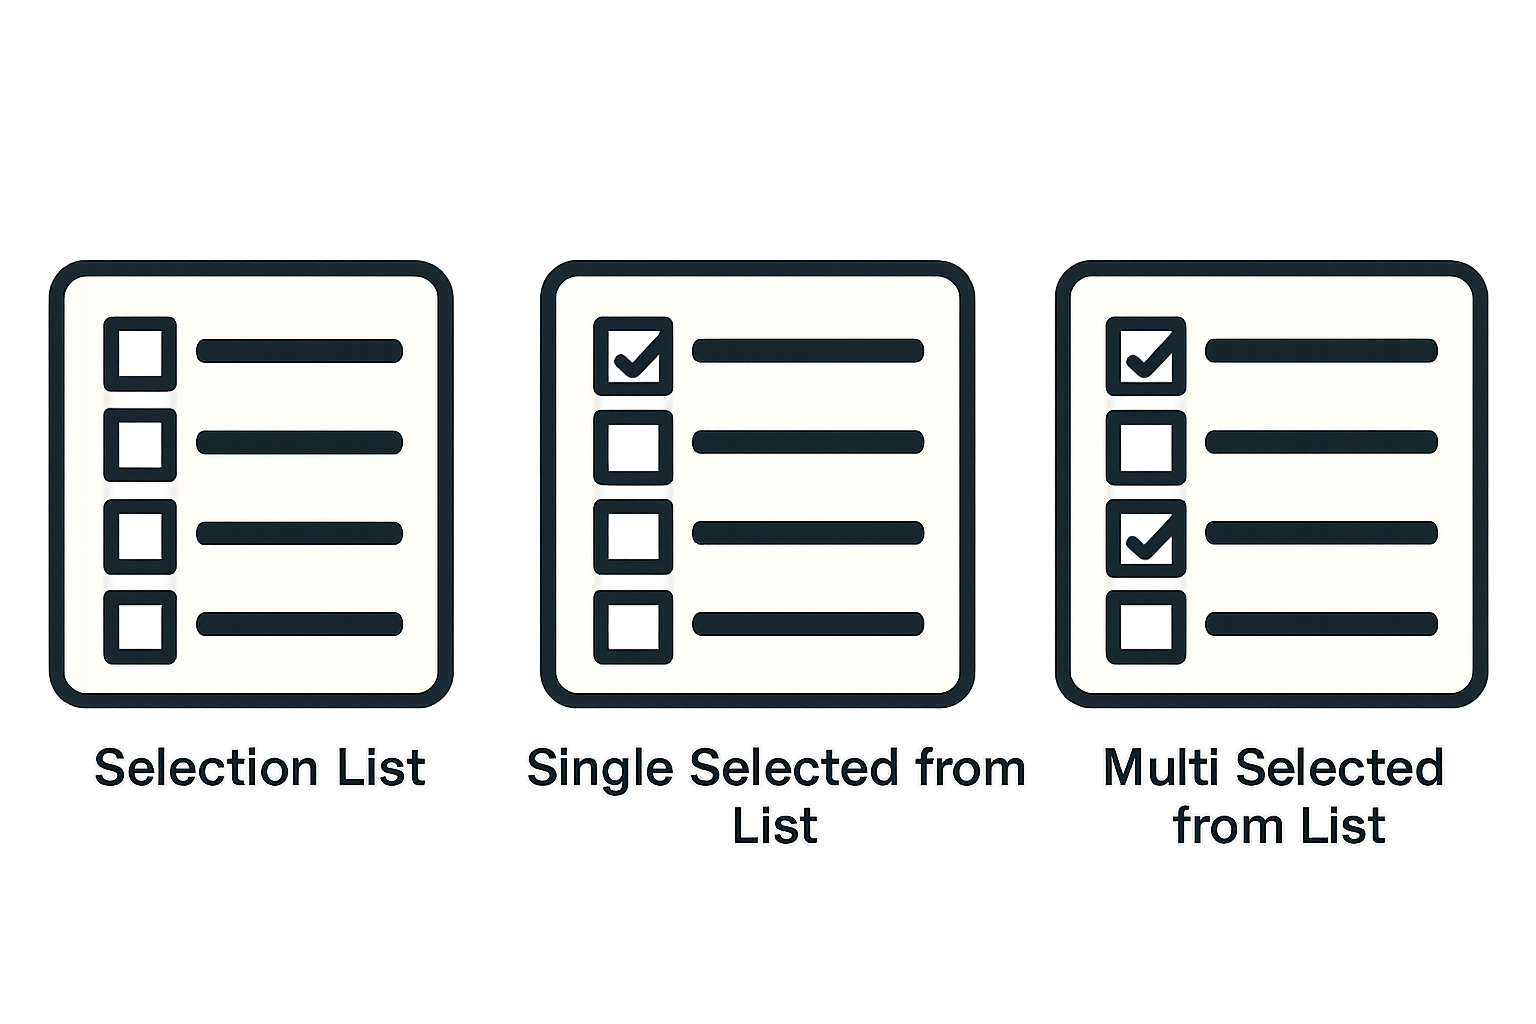 Selection List
Single Selected from
List
Multi Selected
from List